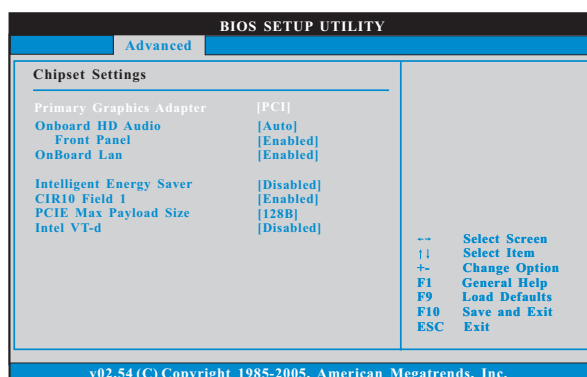 BIOS SETUP UTILITY
Advanced
Chipset Settings
Primary Graphics Adapter [PCI]
Onboard HD Audio [Auto]
Front Panel [Enabled]
OnBoard Lan [Enabled]
Intelligent Energy Saver [Disabled]
CIR10 Field 1 [Enabled]
PCIE Max Payload Size [128B]
Intel VT-d [Disabled]
←→ Select Screen
↑↓ Select Item
+- Change Option
F1 General Help
F9 Load Defaults
F10 Save and Exit
ESC Exit
v02.54 (C) Copyright 1985-2005, American Megatrends, Inc.